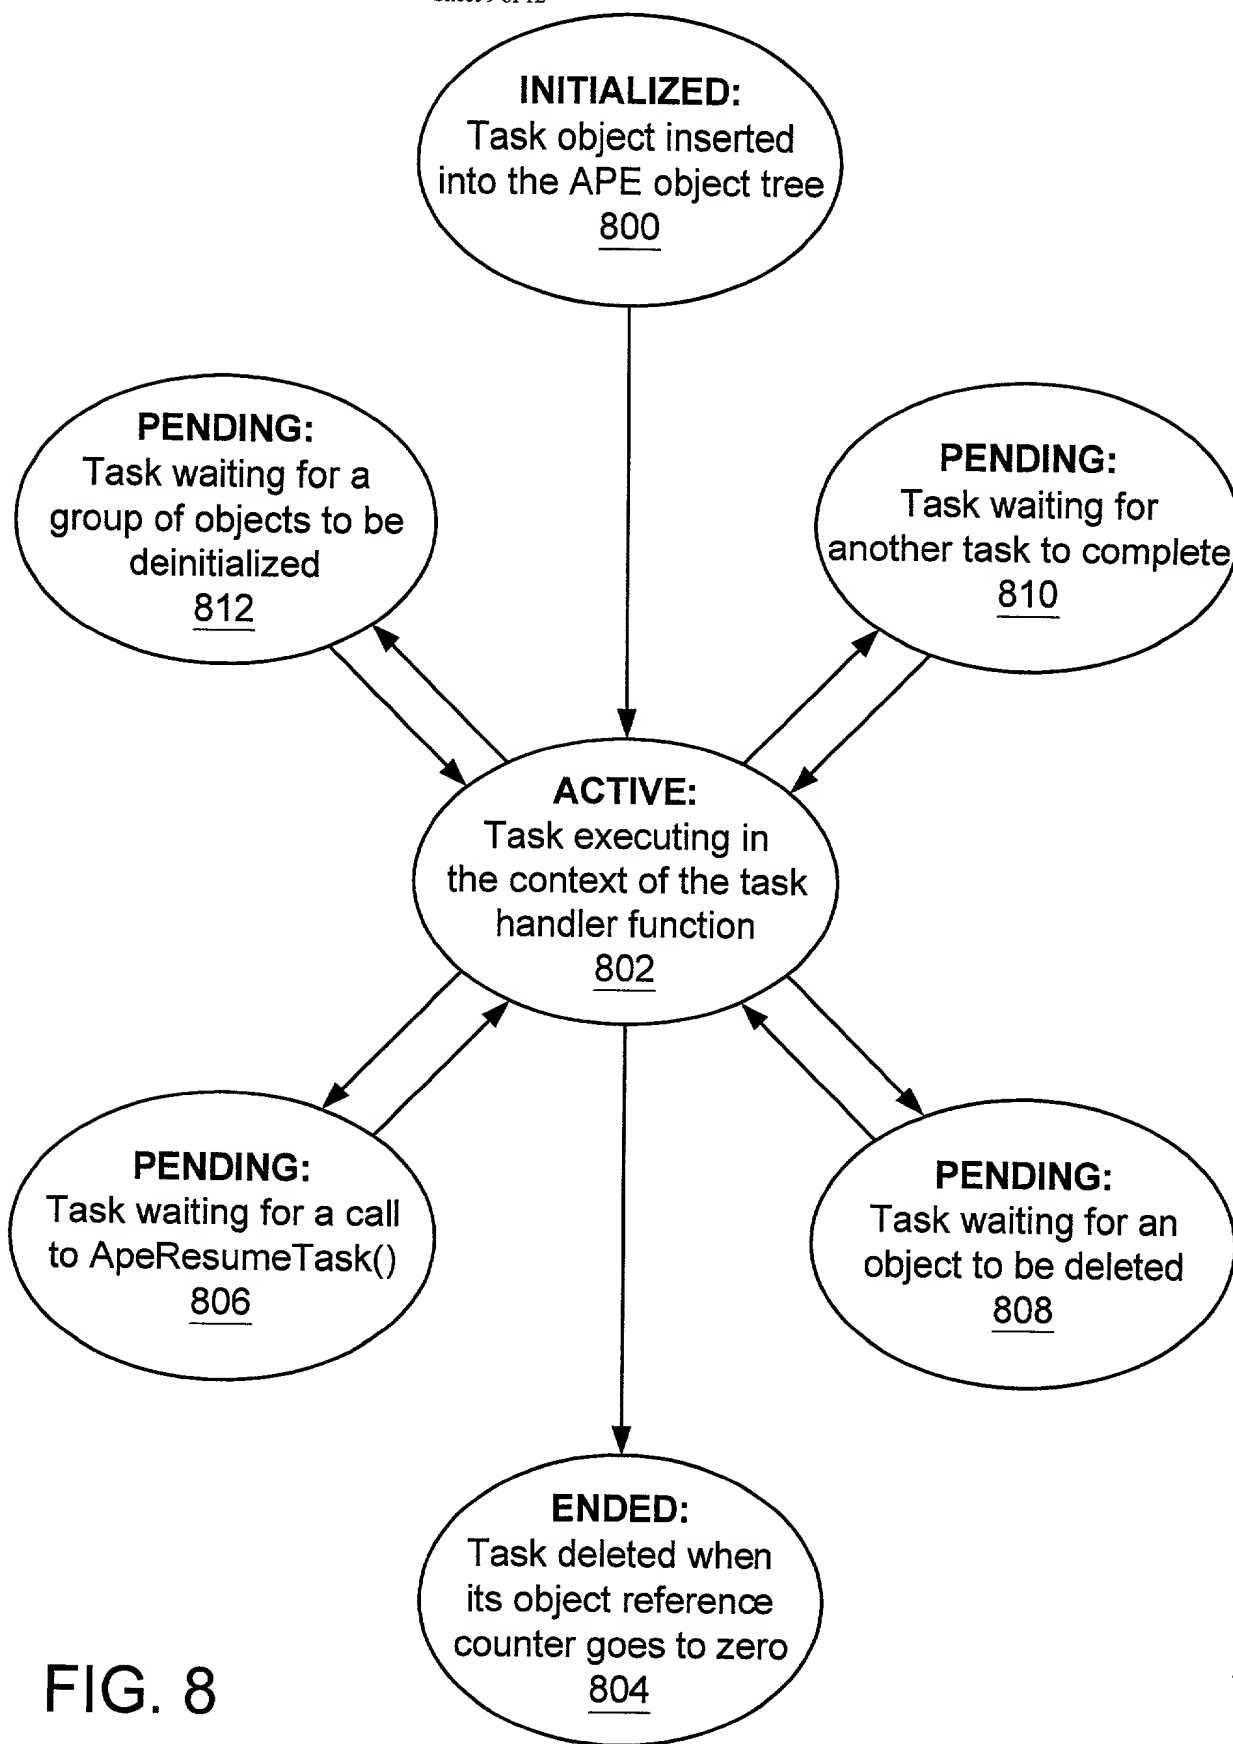 INITIALIZED:
Task object inserted
into the APE object tree
800
PENDING:
Task waiting for a
group of objects to be
deinitialized
812
PENDING:
Task waiting for
another task to complete
810
ACTIVE:
Task executing in
the context of the task
handler function
802
PENDING:
Task waiting for a call
to ApeResumeTask()
806
PENDING:
Task waiting for an
object to be deleted
808
ENDED:
Task deleted when
its object reference
counter goes to zero
804
FIG. 8